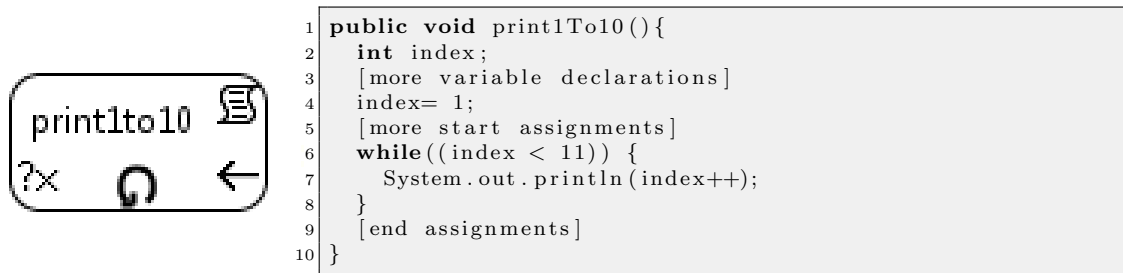 print1to10
?×
1 public void print1To10(){
2 int index;
3 [more variable declarations]
4 index= 1;
5 [more start assignments]
6 while((index < 11)) {
7 System.out.println(index++);
8 }
9 [end assignments]
10 }